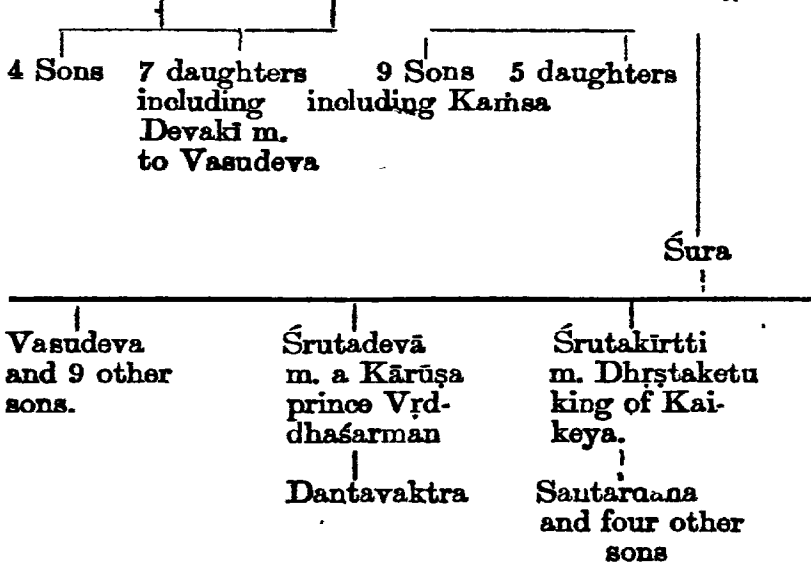 4 Sons 7 daughters 9 Sons 5 daughters
including including Kaṁsa
Devakī m.
to Vasudeva
Śura
Vasudeva Śrutadevā Śrutakīrtti
and 9 other m. a Kārūṣa m. Dhṛṣṭaketu
sons. prince Vṛd- king of Kai-
dhaśarman keya.
Dantavaktra
and four other
sons